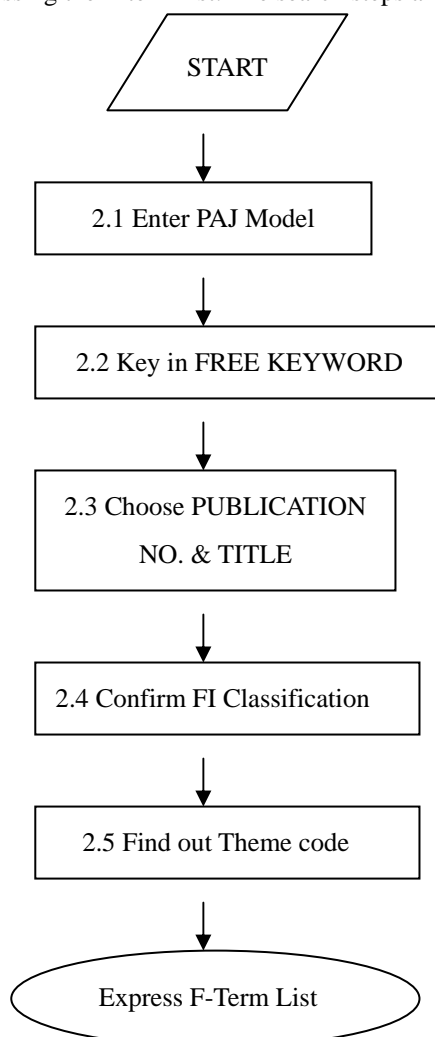 START
2.1 Enter PAJ Model
2.2 Key in FREE KEYWORD
2.3 Choose PUBLICATION
NO. & TITLE
2.4 Confirm FI Classification
2.5 Find out Theme code
Express F-Term List